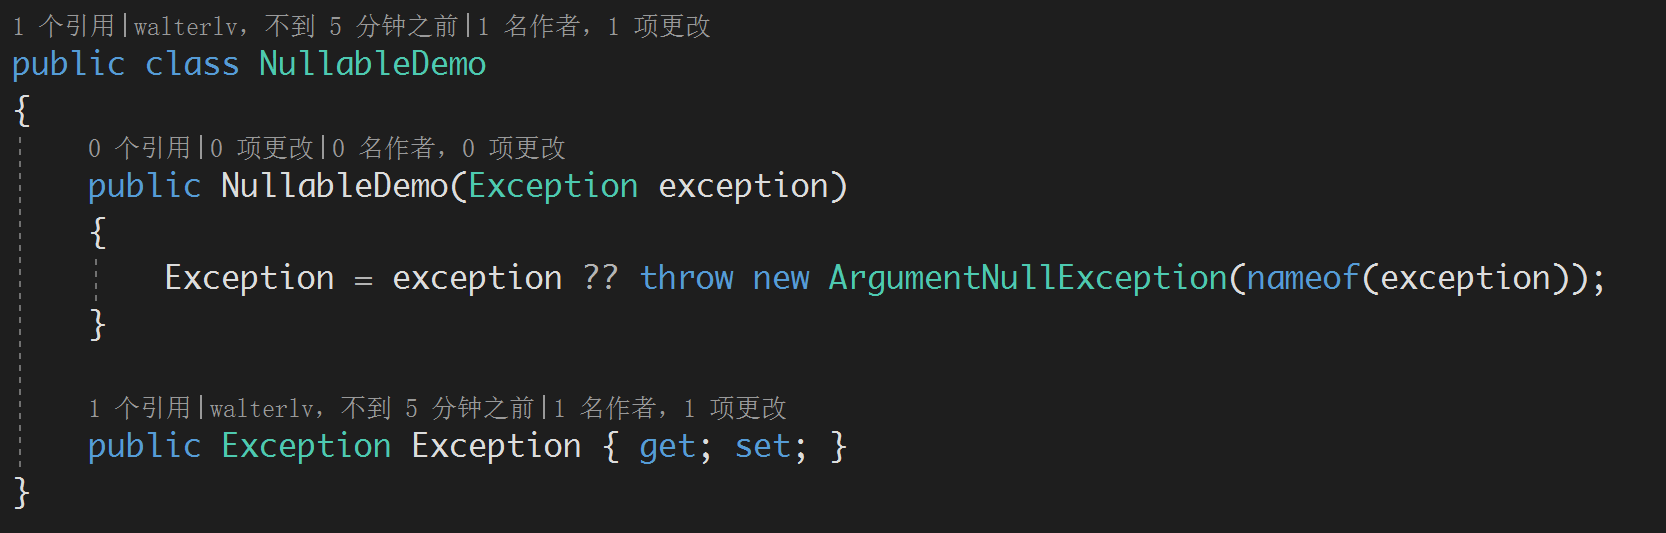 1 个引用|walterlv，不到 5 分钟之前|1 名作者，1 项更改
public class NullableDemo
{
0 个引用|0 项更改|0 名作者，0 项更改
public NullableDemo(Exception exception)
{
Exception = exception ?? throw new ArgumentNullException(nameof(exception));
}
1 个引用|walterlv，不到 5 分钟之前|1 名作者，1 项更改
public Exception Exception { get; set; }
}